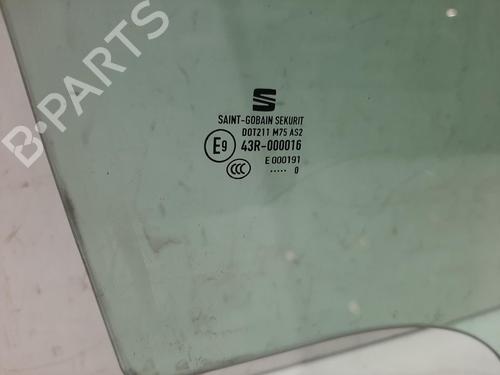 B-PARTS
S
SAINT-GOBAIN SEKURIT
DOT211 M75 AS2
E9 43R-000016
CCC E 000191
..... 0